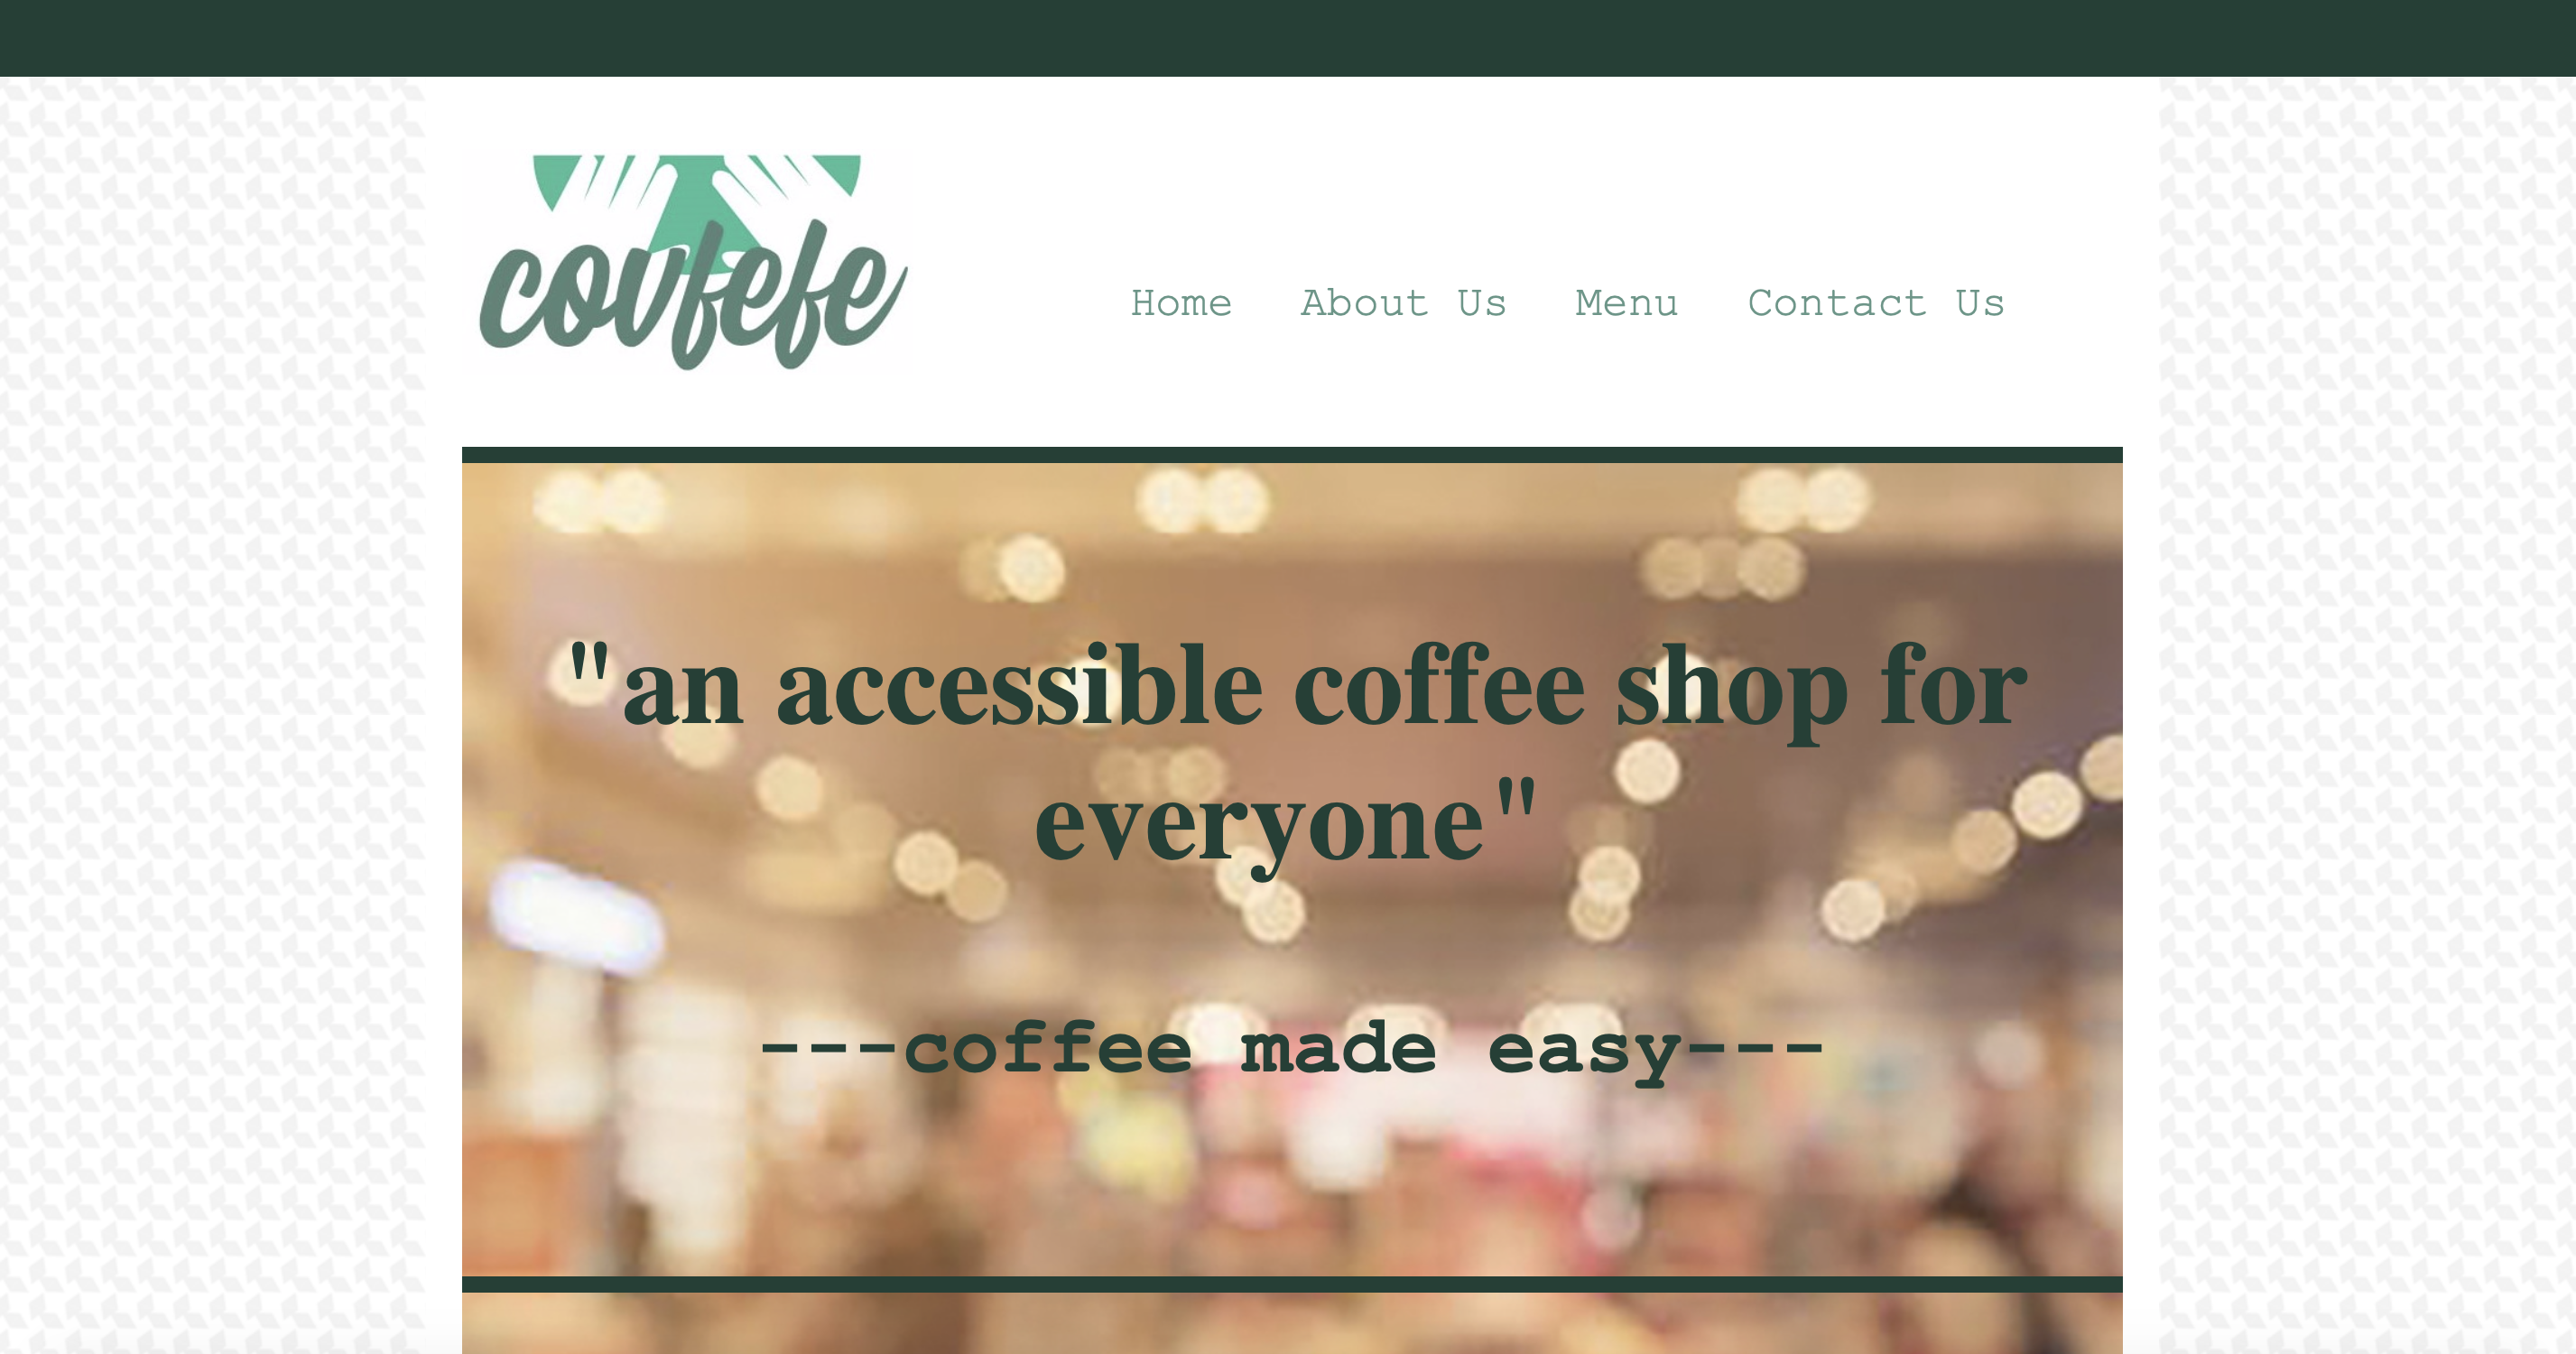 covfefe
Home About Us Menu Contact Us
"an accessible coffee shop for
everyone"
---coffee made easy---